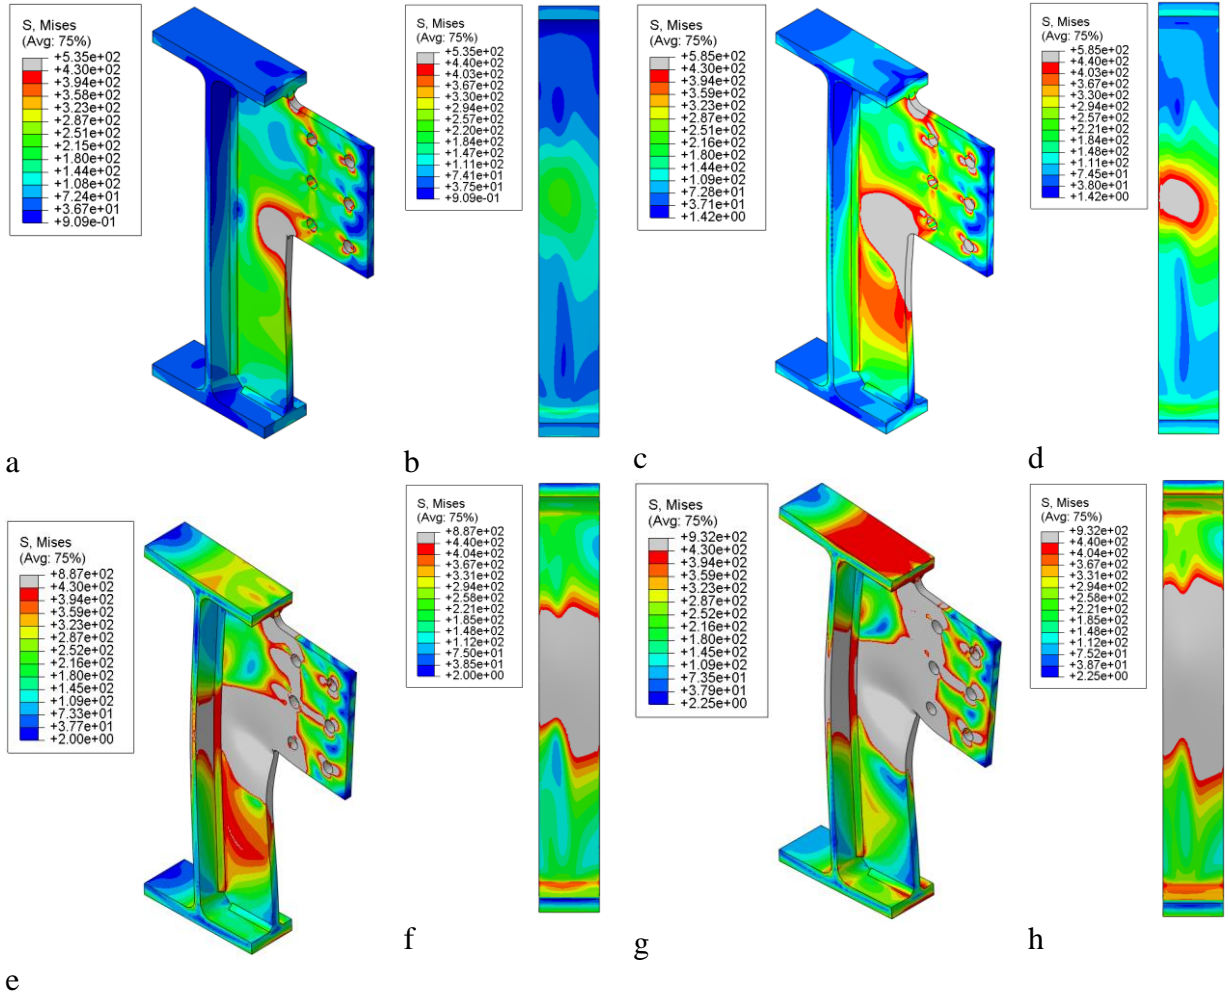 S, Mises
(Avg: 75%)
+5.35e+02
+4.30e+02
+3.94e+02
+3.58e+02
+3.23e+02
+2.87e+02
+2.51e+02
+2.15e+02
+1.80e+02
+1.44e+02
+1.08e+02
+7.24e+01
+3.67e+01
+9.09e-01
a
S, Mises
(Avg: 75%)
+5.35e+02
+4.40e+02
+4.03e+02
+3.67e+02
+3.30e+02
+2.94e+02
+2.57e+02
+2.20e+02
+1.84e+02
+1.47e+02
+1.11e+02
+7.41e+01
+3.75e+01
+9.09e-01
b
S, Mises
(Avg: 75%)
+5.85e+02
+4.30e+02
+3.94e+02
+3.59e+02
+3.23e+02
+2.87e+02
+2.51e+02
+2.16e+02
+1.80e+02
+1.44e+02
+1.09e+02
+7.28e+01
+3.71e+01
+1.42e+00
c
S, Mises
(Avg: 75%)
+5.85e+02
+4.40e+02
+4.03e+02
+3.67e+02
+3.30e+02
+2.94e+02
+2.57e+02
+2.21e+02
+1.84e+02
+1.48e+02
+1.11e+02
+7.45e+01
+3.80e+01
+1.42e+00
d
S, Mises
(Avg: 75%)
+8.87e+02
+4.30e+02
+3.94e+02
+3.59e+02
+3.23e+02
+2.87e+02
+2.52e+02
+2.16e+02
+1.80e+02
+1.45e+02
+1.09e+02
+7.33e+01
+3.77e+01
+2.00e+00
e
S, Mises
(Avg: 75%)
+8.87e+02
+4.40e+02
+4.04e+02
+3.67e+02
+3.31e+02
+2.94e+02
+2.58e+02
+2.21e+02
+1.85e+02
+1.48e+02
+1.12e+02
+7.50e+01
+3.85e+01
+2.00e+00
f
S, Mises
(Avg: 75%)
+9.32e+02
+4.30e+02
+3.94e+02
+3.59e+02
+3.23e+02
+2.87e+02
+2.52e+02
+2.16e+02
+1.80e+02
+1.45e+02
+1.09e+02
+7.35e+01
+3.79e+01
+2.25e+00
g
S, Mises
(Avg: 75%)
+9.32e+02
+4.40e+02
+4.04e+02
+3.67e+02
+3.31e+02
+2.94e+02
+2.58e+02
+2.21e+02
+1.85e+02
+1.48e+02
+1.12e+02
+7.52e+01
+3.87e+01
+2.25e+00
h